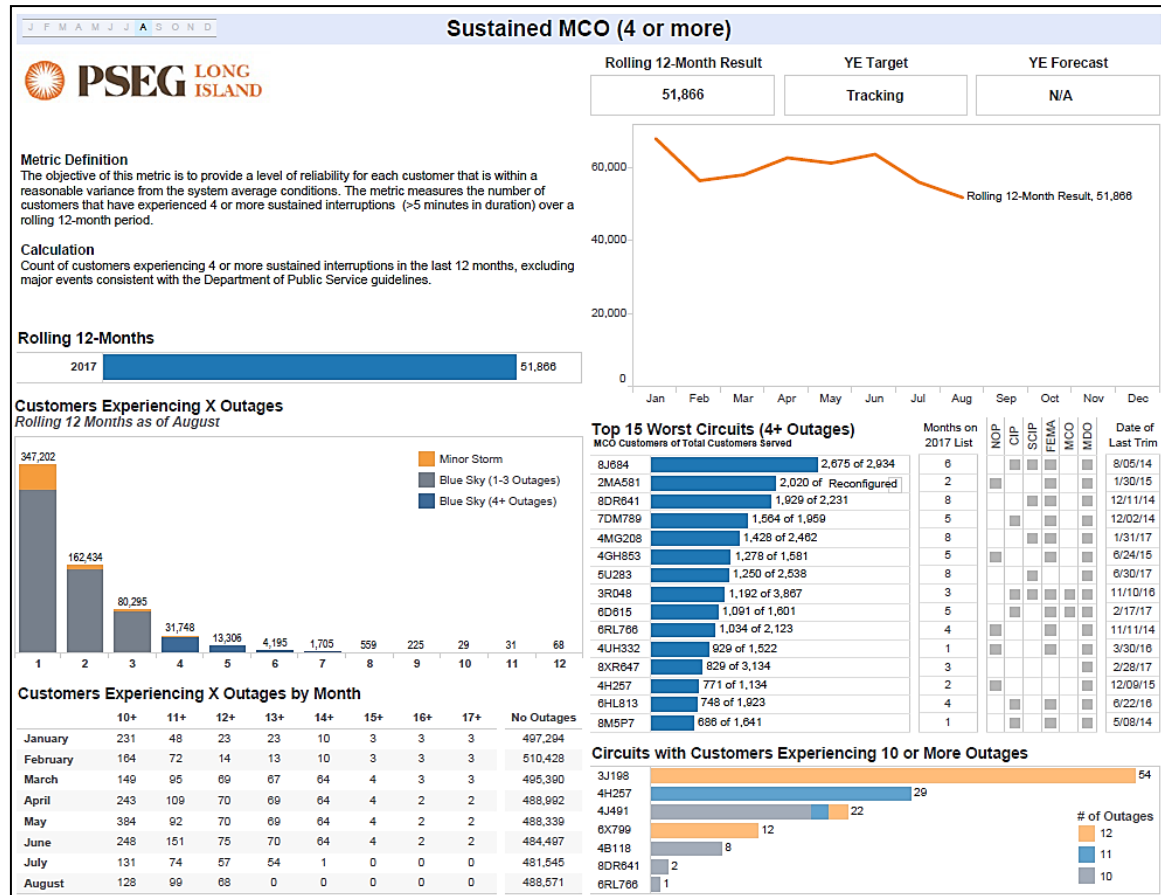 J F M A M J J A S O N D
Sustained MCO (4 or more)
PSEG LONG ISLAND
Rolling 12-Month Result YE Target YE Forecast
51,866 Tracking N/A
Metric Definition
The objective of this metric is to provide a level of reliability for each customer that is within a
reasonable variance from the system average conditions. The metric measures the number of
customers that have experienced 4 or more sustained interruptions (>5 minutes in duration) over a
rolling 12-month period.
Calculation
Count of customers experiencing 4 or more sustained interruptions in the last 12 months, excluding
major events consistent with the Department of Public Service guidelines.
60,000
40,000
20,000
0
Rolling 12-Month Result, 51,866
Jan Feb Mar Apr May Jun Jul Aug Sep Oct Nov Dec
Rolling 12-Months
2017 51,866
Customers Experiencing X Outages
Rolling 12 Months as of August
Minor Storm
Blue Sky (1-3 Outages)
Blue Sky (4+ Outages)
347,202 162,434 80,295 31,748 13,306 4,195 1,705 559 225 29 31 68
1 2 3 4 5 6 7 8 9 10 11 12
Customers Experiencing X Outages by Month
10+ 11+ 12+ 13+ 14+ 15+ 16+ 17+ No Outages
January 231 48 23 23 10 3 3 3 497,294
February 164 72 14 13 10 3 3 3 510,428
March 149 95 69 67 64 4 3 3 495,390
April 243 109 70 69 64 4 2 2 488,992
May 384 92 70 69 64 4 2 2 488,339
June 248 151 75 70 64 4 2 2 484,497
July 131 74 57 54 1 0 0 0 481,545
August 128 99 68 0 0 0 0 0 488,571
Top 15 Worst Circuits (4+ Outages)
MCO Customers of Total Customers Served
Months on 2017 List NOP CIP SCIP FEMA MCO MDO Date of Last Trim
8J684 2,675 of 2,934 6 8/05/14
2MA581 2,020 of Reconfigured 2 1/30/15
8DR641 1,929 of 2,231 8 12/11/14
7DM789 1,564 of 1,959 5 12/02/14
4MG208 1,428 of 2,462 8 1/31/17
4GH853 1,278 of 1,581 5 6/24/15
5U283 1,250 of 2,538 8 6/30/17
3R048 1,192 of 3,867 3 11/10/16
6D615 1,091 of 1,601 5 2/17/17
6RL766 1,034 of 2,123 4 11/11/14
4UH332 929 of 1,522 1 3/30/16
8XR647 829 of 3,134 3 2/28/17
4H257 771 of 1,134 2 12/09/15
6HL813 748 of 1,923 4 6/22/16
8M5P7 686 of 1,641 1 5/08/14
Circuits with Customers Experiencing 10 or More Outages
3J198 54
4H257 29
4J491 22
6X799 12
4B118 8
8DR641 2
6RL766 1
# of Outages
12
11
10